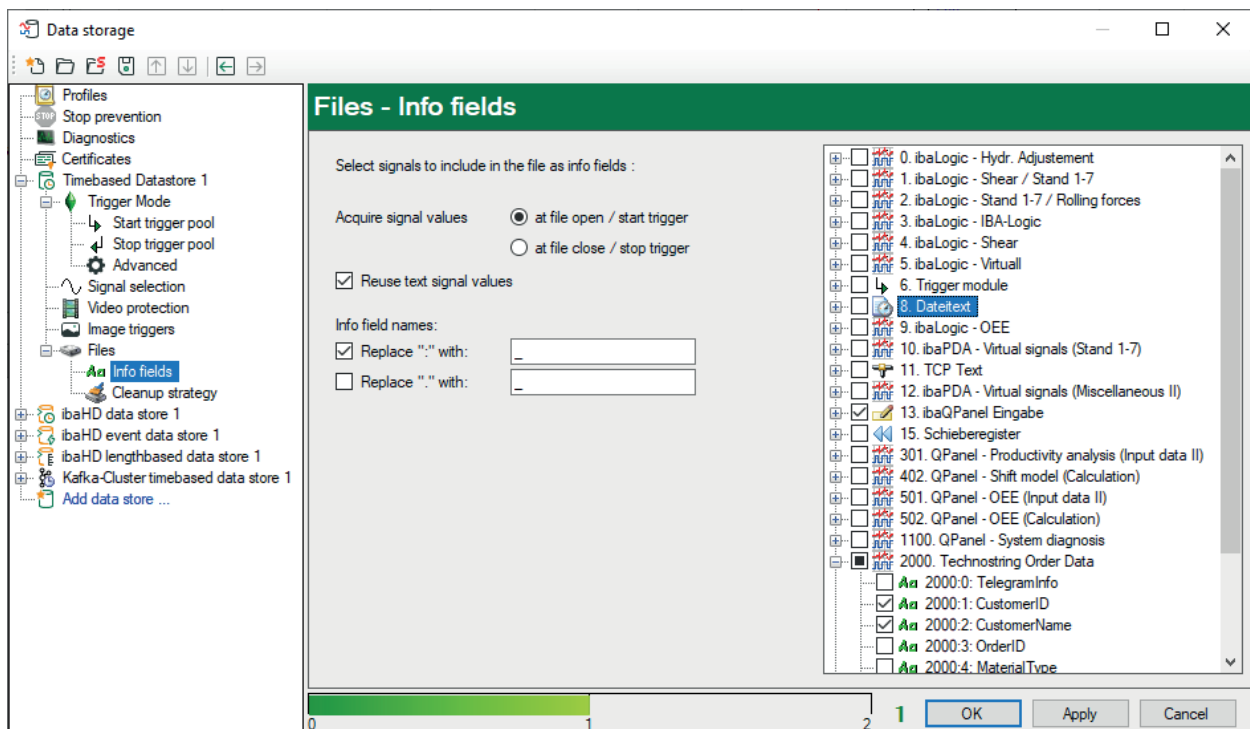 Data storage
Profiles
STOP
Stop prevention
Diagnostics
Certificates
Timebased Datastore 1
Trigger Mode
Start trigger pool
Stop trigger pool
Advanced
Signal selection
Video protection
Image triggers
Files
Aa Info fields
Cleanup strategy
ibaHD data store 1
ibaHD event data store 1
ibaHD lengthbased data store 1
Kafka-Cluster timebased data store 1
Add data store ...
Files - Info fields
Select signals to include in the file as info fields :
Acquire signal values
at file open / start trigger
at file close / stop trigger
Reuse text signal values
Info field names:
Replace ":" with:
_
Replace "." with:
_
0. ibaLogic - Hydr. Adjustement
1. ibaLogic - Shear / Stand 1-7
2. ibaLogic - Stand 1-7 / Rolling forces
3. ibaLogic - IBA-Logic
4. ibaLogic - Shear
5. ibaLogic - Virtuall
6. Trigger module
8. Dateitext
9. ibaLogic - OEE
10. ibaPDA - Virtual signals (Stand 1-7)
11. TCP Text
12. ibaPDA - Virtual signals (Miscellaneous II)
13. ibaQPanel Eingabe
15. Schieberegister
301. QPanel - Productivity analysis (Input data II)
402. QPanel - Shift model (Calculation)
501. QPanel - OEE (Input data II)
502. QPanel - OEE (Calculation)
1100. QPanel - System diagnosis
2000. Technostring Order Data
Aa 2000:0: TelegramInfo
Aa 2000:1: CustomerID
Aa 2000:2: CustomerName
Aa 2000:3: OrderID
Aa 2000:4: MaterialType
0 1 2
1
OK Apply Cancel